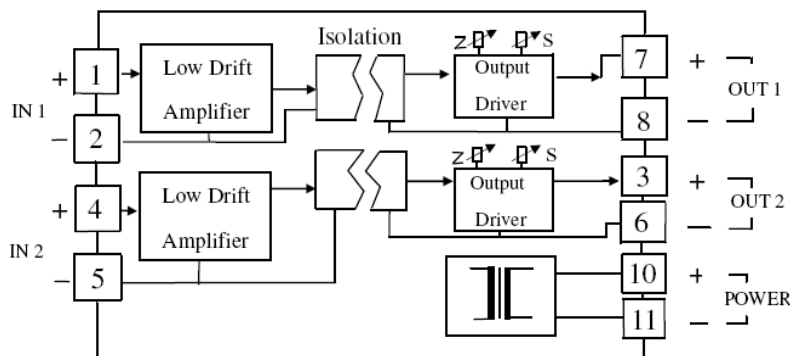 Isolation
Z S
+ 1 Low Drift Output 7 +
IN 1 Amplifier Driver OUT 1
− 2 8 −
Z S
+ 4 Low Drift Output 3 +
IN 2 Amplifier Driver OUT 2
− 5 6 −
10 +
POWER
11 −